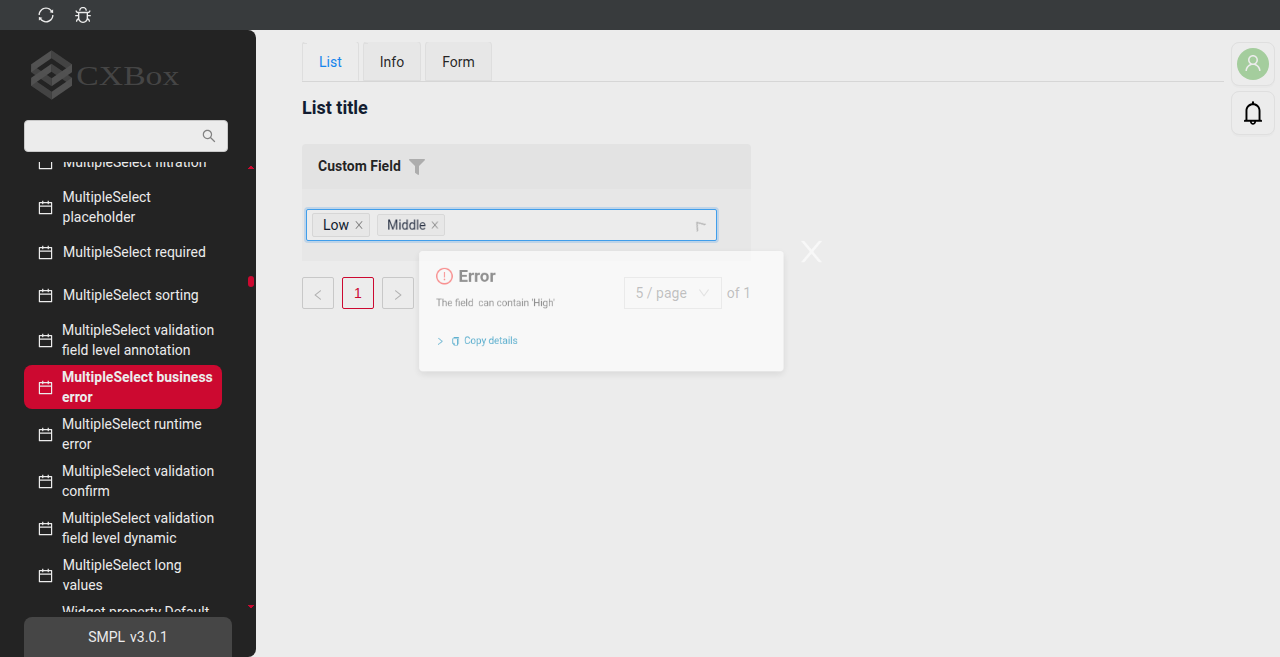 CXBox
MultipleSelect filtration
MultipleSelect
placeholder
MultipleSelect required
MultipleSelect sorting
MultipleSelect validation
field level annotation
MultipleSelect business
error
MultipleSelect runtime
error
MultipleSelect validation
confirm
MultipleSelect validation
field level dynamic
MultipleSelect long
values
Widget property Default
SMPL v3.0.1
List Info Form
List title
Custom Field
Low × Middle ×
< 1 >
Error
The field can contain 'High'
5 / page of 1
> Copy details
X